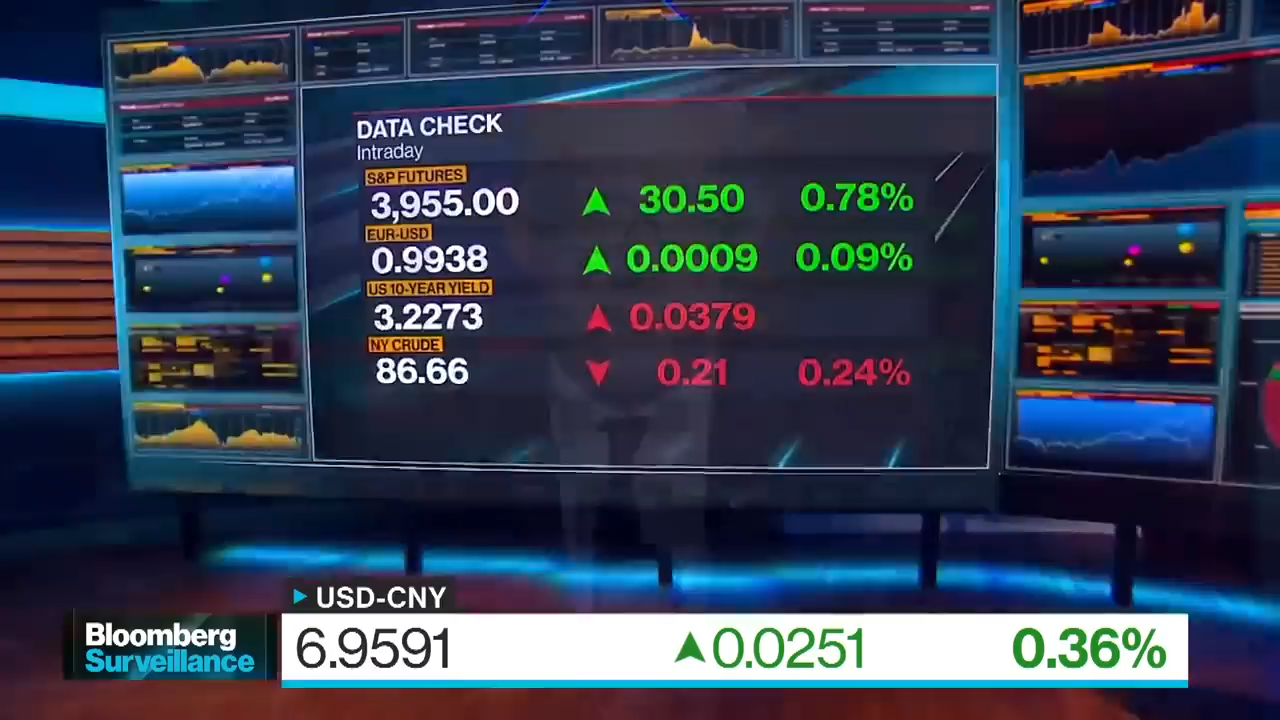 DATA CHECK
Intraday
S&P FUTURES
3,955.00 ▲ 30.50 0.78%
EUR-USD
0.9938 ▲ 0.0009 0.09%
US 10-YEAR YIELD
3.2273 ▲ 0.0379
NY CRUDE
86.66 ▼ 0.21 0.24%
USD-CNY
Bloomberg
Surveillance
6.9591 ▲0.0251 0.36%